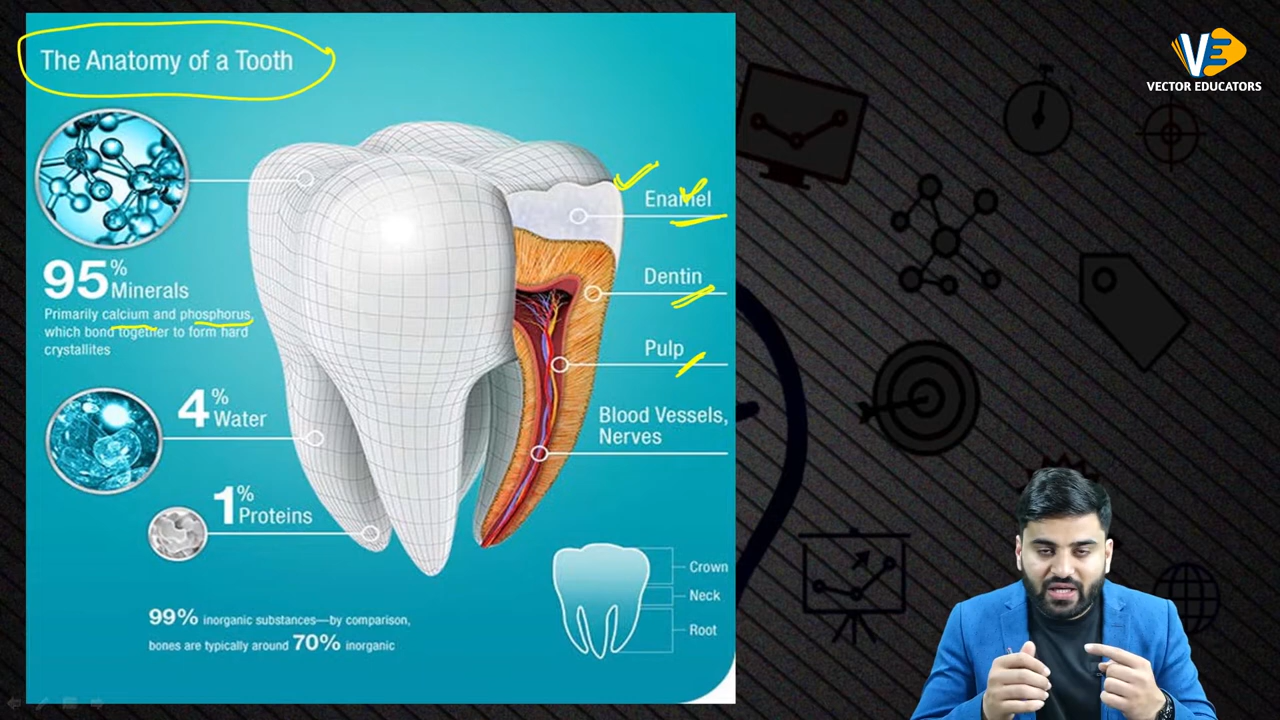 The Anatomy of a Tooth
VECTOR EDUCATORS
95% Minerals
Primarily calcium and phosphorus,
which bond together to form hard
crystallites
4% Water
1% Proteins
99% inorganic substances—by comparison,
bones are typically around 70% inorganic
Enamel
Dentin
Pulp
Blood Vessels,
Nerves
Crown
Neck
Root